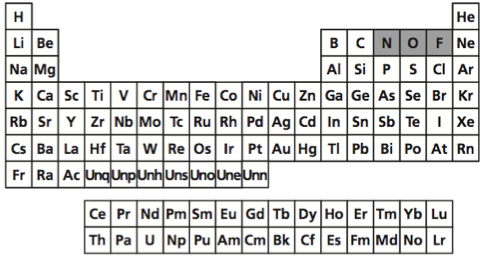 H He
Li Be B C N O F Ne
Na Mg Al Si P S Cl Ar
K Ca Sc Ti V Cr Mn Fe Co Ni Cu Zn Ga Ge As Se Br Kr
Rb Sr Y Zr Nb Mo Tc Ru Rh Pd Ag Cd In Sn Sb Te I Xe
Cs Ba La Hf Ta W Re Os Ir Pt Au Hg Tl Pb Bi Po At Rn
Fr Ra Ac Unq Unp Unh Uns Uno Une Unn
Ce Pr Nd Pm Sm Eu Gd Tb Dy Ho Er Tm Yb Lu
Th Pa U Np Pu Am Cm Bk Cf Es Fm Md No Lr